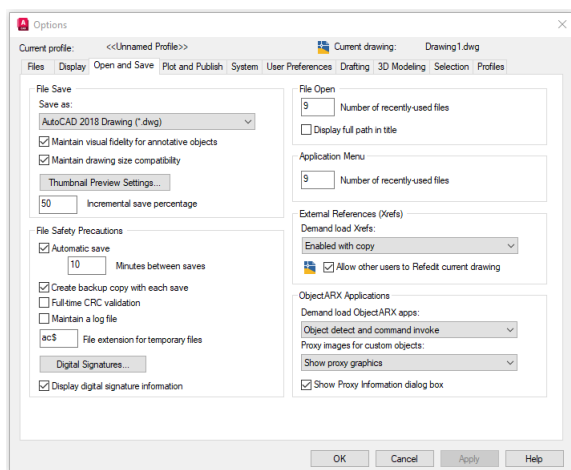 Options
Current profile: <<Unnamed Profile>> Current drawing: Drawing1.dwg
Files Display Open and Save Plot and Publish System User Preferences Drafting 3D Modeling Selection Profiles
File Save
Save as:
AutoCAD 2018 Drawing (*.dwg)
Maintain visual fidelity for annotative objects
Maintain drawing size compatibility
Thumbnail Preview Settings...
50 Incremental save percentage
File Safety Precautions
Automatic save
10 Minutes between saves
Create backup copy with each save
Full-time CRC validation
Maintain a log file
ac$ File extension for temporary files
Digital Signatures...
Display digital signature information
File Open
9 Number of recently-used files
Display full path in title
Application Menu
9 Number of recently-used files
External References (Xrefs)
Demand load Xrefs:
Enabled with copy
Allow other users to Refedit current drawing
ObjectARX Applications
Demand load ObjectARX apps:
Object detect and command invoke
Proxy images for custom objects:
Show proxy graphics
Show Proxy Information dialog box
OK Cancel Apply Help